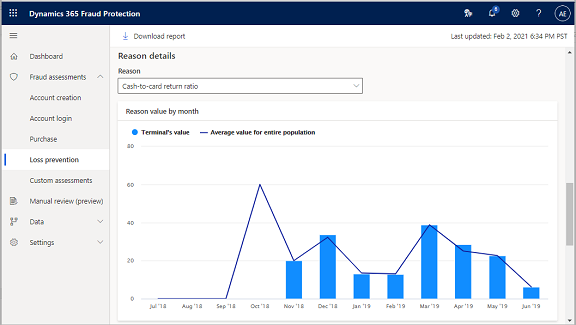 Dynamics 365 Fraud Protection
8
?
AE
Download report
Last updated: Feb 2, 2021 6:34 PM PST
Dashboard
Fraud assessments
Account creation
Account login
Purchase
Loss prevention
Custom assessments
Manual review (preview)
Data
Settings
Reason details
Reason
Cash-to-card return ratio
Reason value by month
Terminal's value
Average value for entire population
80
60
40
20
0
Jul '18 Aug '18 Sep '18 Oct '18 Nov '18 Dec '18 Jan '19 Feb '19 Mar '19 Apr '19 May '19 Jun '19